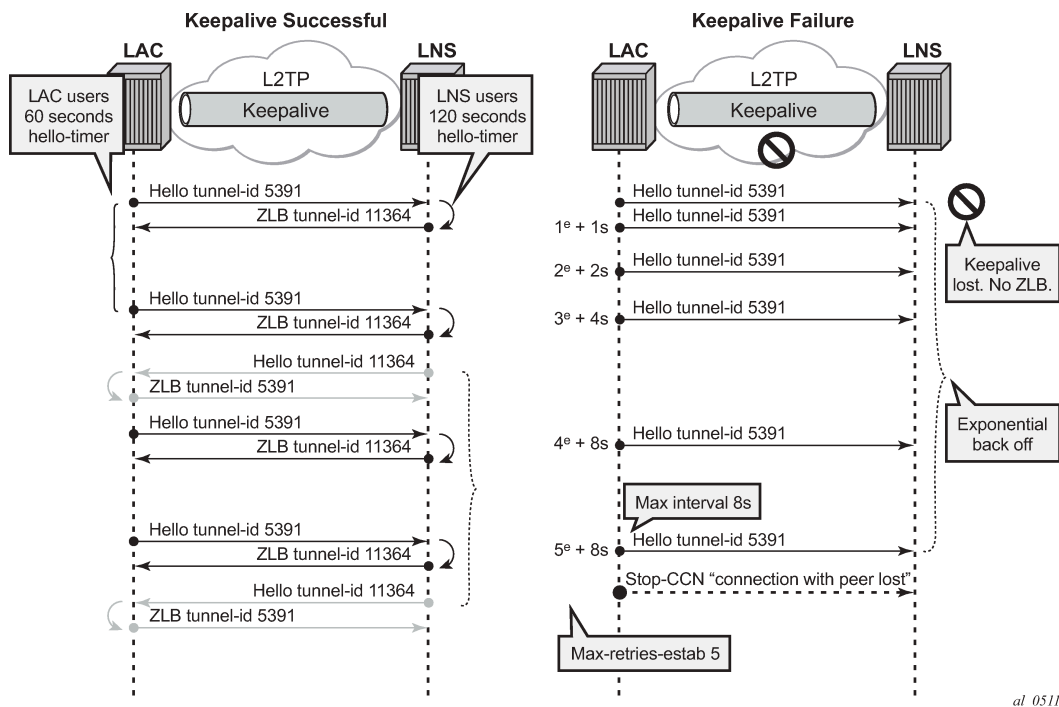 Keepalive Successful
LAC
LNS
L2TP
Keepalive
LAC users
60 seconds
hello-timer
LNS users
120 seconds
hello-timer
Hello tunnel-id 5391
ZLB tunnel-id 11364
Hello tunnel-id 5391
ZLB tunnel-id 11364
Hello tunnel-id 11364
ZLB tunnel-id 5391
Hello tunnel-id 5391
ZLB tunnel-id 11364
Hello tunnel-id 5391
ZLB tunnel-id 11364
Hello tunnel-id 11364
ZLB tunnel-id 5391
Keepalive Failure
LAC
LNS
L2TP
Keepalive
Hello tunnel-id 5391
1ᵉ + 1s
Hello tunnel-id 5391
2ᵉ + 2s
Hello tunnel-id 5391
3ᵉ + 4s
Hello tunnel-id 5391
Keepalive
lost. No ZLB.
4ᵉ + 8s
Hello tunnel-id 5391
Exponential
back off
Max interval 8s
5ᵉ + 8s
Hello tunnel-id 5391
Stop-CCN “connection with peer lost”
Max-retries-estab 5
al_0511